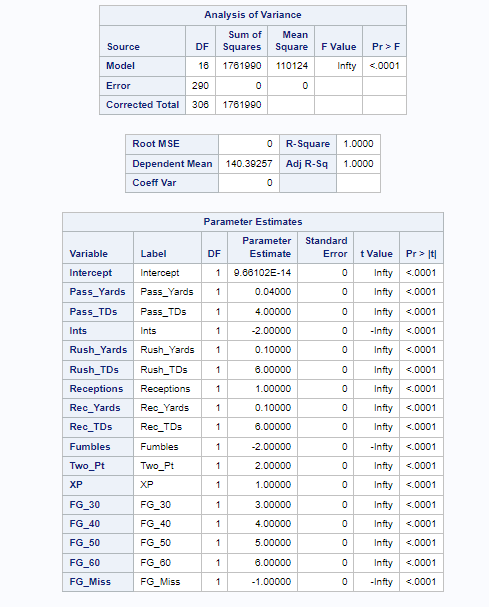 Analysis of Variance
Source DF Sum of Squares Mean Square F Value Pr > F
Model 16 1761990 110124 Infty <.0001
Error 290 0 0
Corrected Total 306 1761990
Root MSE 0 R-Square 1.0000
Dependent Mean 140.39257 Adj R-Sq 1.0000
Coeff Var 0
Parameter Estimates
Variable Label DF Parameter Estimate Standard Error t Value Pr > |t|
Intercept Intercept 1 9.66102E-14 0 Infty <.0001
Pass_Yards Pass_Yards 1 0.04000 0 Infty <.0001
Pass_TDs Pass_TDs 1 4.00000 0 Infty <.0001
Ints Ints 1 -2.00000 0 -Infty <.0001
Rush_Yards Rush_Yards 1 0.10000 0 Infty <.0001
Rush_TDs Rush_TDs 1 6.00000 0 Infty <.0001
Receptions Receptions 1 1.00000 0 Infty <.0001
Rec_Yards Rec_Yards 1 0.10000 0 Infty <.0001
Rec_TDs Rec_TDs 1 6.00000 0 Infty <.0001
Fumbles Fumbles 1 -2.00000 0 -Infty <.0001
Two_Pt Two_Pt 1 2.00000 0 Infty <.0001
XP XP 1 1.00000 0 Infty <.0001
FG_30 FG_30 1 3.00000 0 Infty <.0001
FG_40 FG_40 1 4.00000 0 Infty <.0001
FG_50 FG_50 1 5.00000 0 Infty <.0001
FG_60 FG_60 1 6.00000 0 Infty <.0001
FG_Miss FG_Miss 1 -1.00000 0 -Infty <.0001